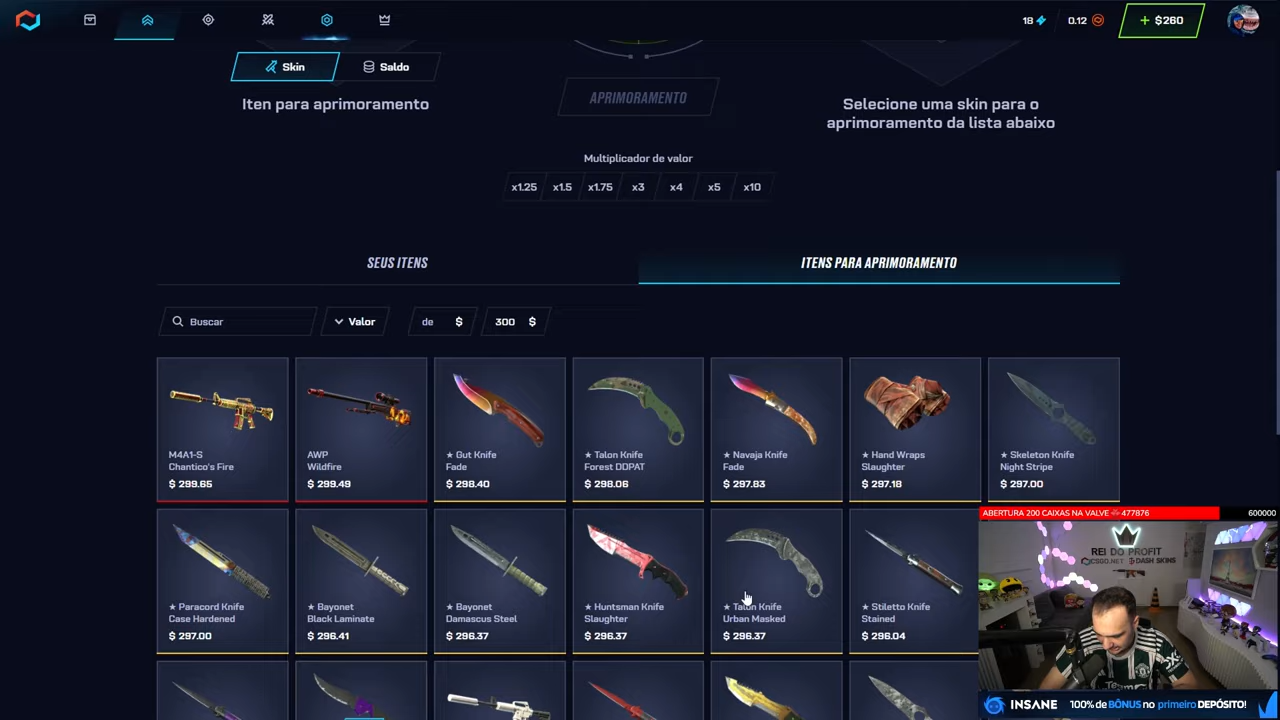 18
0.12
+ $260
Skin
Saldo
Iten para aprimoramento
APRIMORAMENTO
Selecione uma skin para o
aprimoramento da lista abaixo
Multiplicador de valor
x1.25 x1.5 x1.75 x3 x4 x5 x10
SEUS ITENS
ITENS PARA APRIMORAMENTO
Buscar
Valor
de $
300 $
M4A1-S
Chantico's Fire
$ 299.65
AWP
Wildfire
$ 299.49
★ Gut Knife
Fade
$ 298.40
★ Talon Knife
Forest DDPAT
$ 298.06
★ Navaja Knife
Fade
$ 297.83
★ Hand Wraps
Slaughter
$ 297.18
★ Skeleton Knife
Night Stripe
$ 297.00
★ Paracord Knife
Case Hardened
$ 297.00
★ Bayonet
Black Laminate
$ 296.41
★ Bayonet
Damascus Steel
$ 296.37
★ Huntsman Knife
Slaughter
$ 296.37
★ Talon Knife
Urban Masked
$ 296.37
★ Stiletto Knife
Stained
$ 296.04
ABERTURA 200 CAIXAS NA VALVE 477876
600000
REI DO PROFIT
CSGO.NET DASH SKINS
INSANE
100% de BÔNUS no primeiro DEPÓSITO!